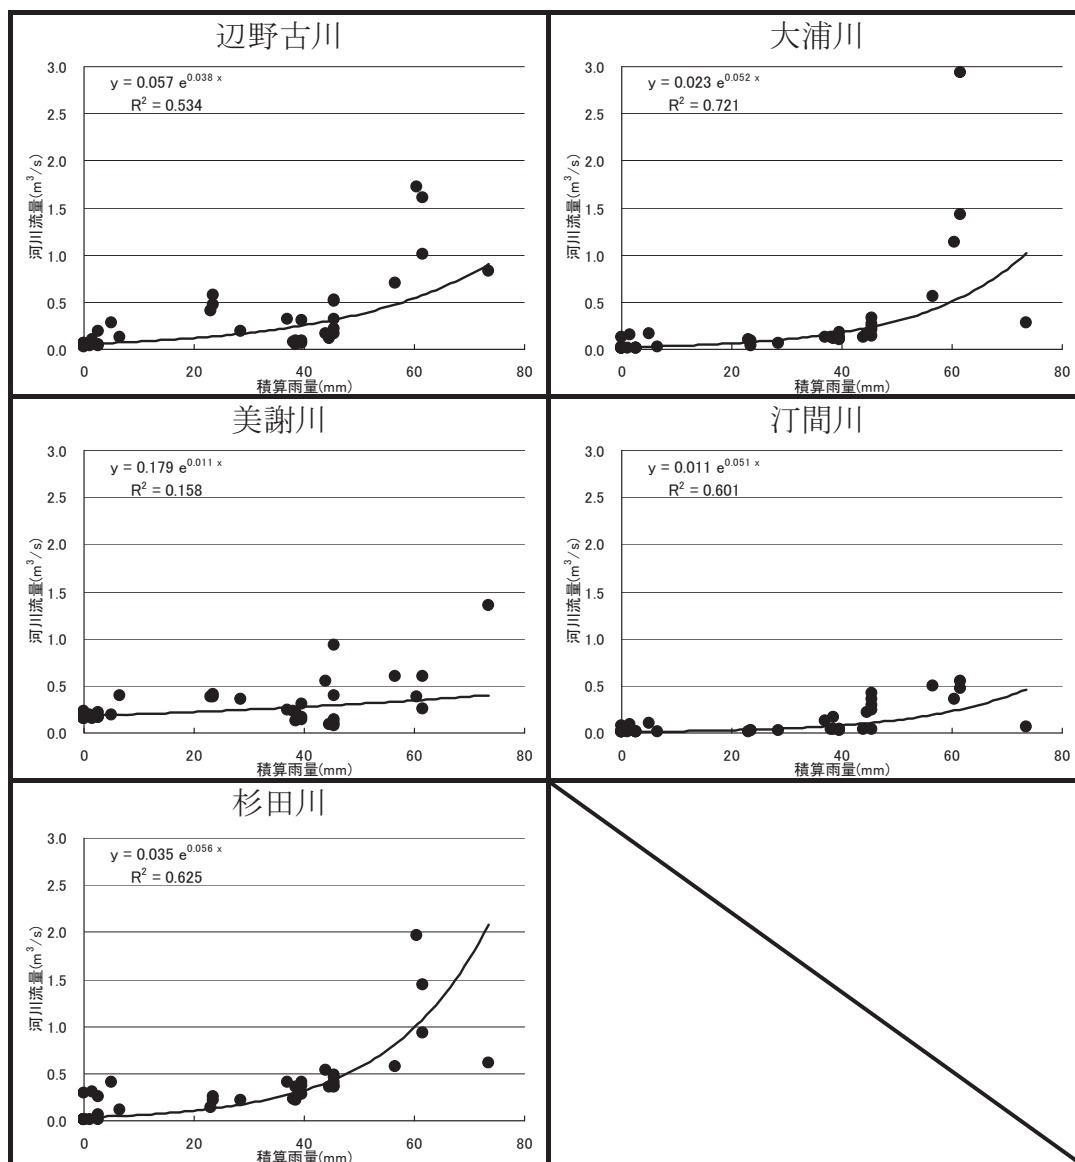 辺野古川
y = 0.057 e^0.038 x
R² = 0.534
河川流量(m³/s)
3.0
2.5
2.0
1.5
1.0
0.5
0.0
0 20 40 60 80
積算雨量(mm)
大浦川
y = 0.023 e^0.052 x
R² = 0.721
河川流量(m³/s)
3.0
2.5
2.0
1.5
1.0
0.5
0.0
0 20 40 60 80
積算雨量(mm)
美謝川
y = 0.179 e^0.011 x
R² = 0.158
河川流量(m³/s)
3.0
2.5
2.0
1.5
1.0
0.5
0.0
0 20 40 60 80
積算雨量(mm)
汀間川
y = 0.011 e^0.051 x
R² = 0.601
河川流量(m³/s)
3.0
2.5
2.0
1.5
1.0
0.5
0.0
0 20 40 60 80
積算雨量(mm)
杉田川
y = 0.035 e^0.056 x
R² = 0.625
河川流量(m³/s)
3.0
2.5
2.0
1.5
1.0
0.5
0.0
0 20 40 60 80
積算雨量(mm)